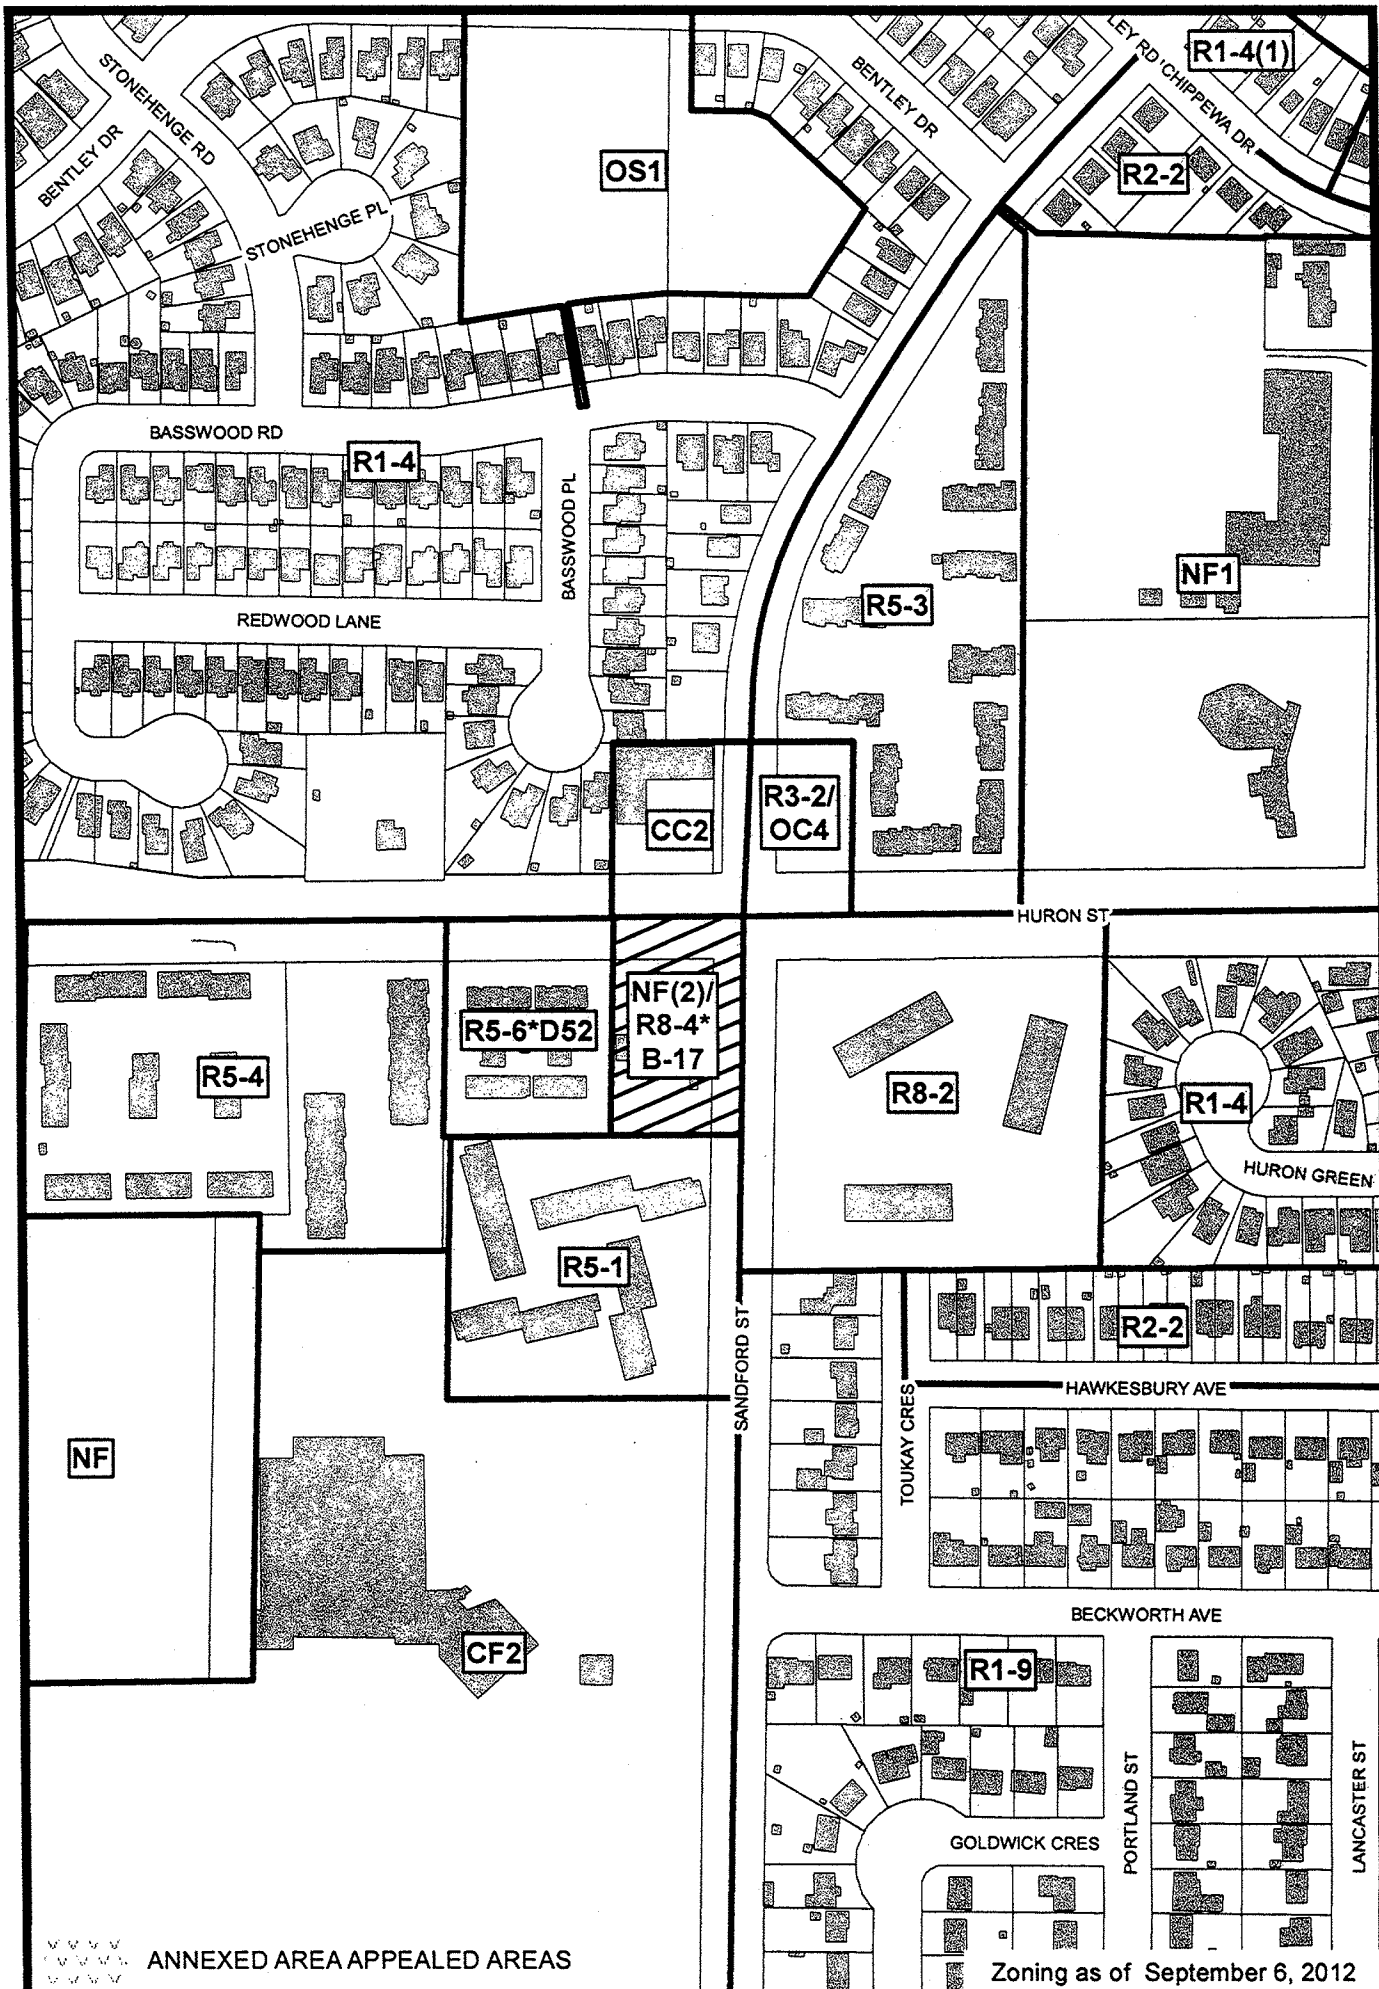 STONEHENGE RD
BENTLEY DR
STONEHENGE PL
OS1
BENTLEY DR
LEY RD
CHIPPEWA DR
R1-4(1)
R2-2
BASSWOOD RD
R1-4
BASSWOOD PL
REDWOOD LANE
R5-3
NF1
CC2
R3-2/
OC4
HURON ST
R5-4
R5-6*D52
NF(2)/
R8-4*
B-17
R8-2
R1-4
HURON GREEN
R5-1
SANDFORD ST
TOUKAY CRES
R2-2
HAWKESBURY AVE
NF
BECKWORTH AVE
CF2
R1-9
GOLDWICK CRES
PORTLAND ST
LANCASTER ST
ANNEXED AREA APPEALED AREAS
Zoning as of September 6, 2012